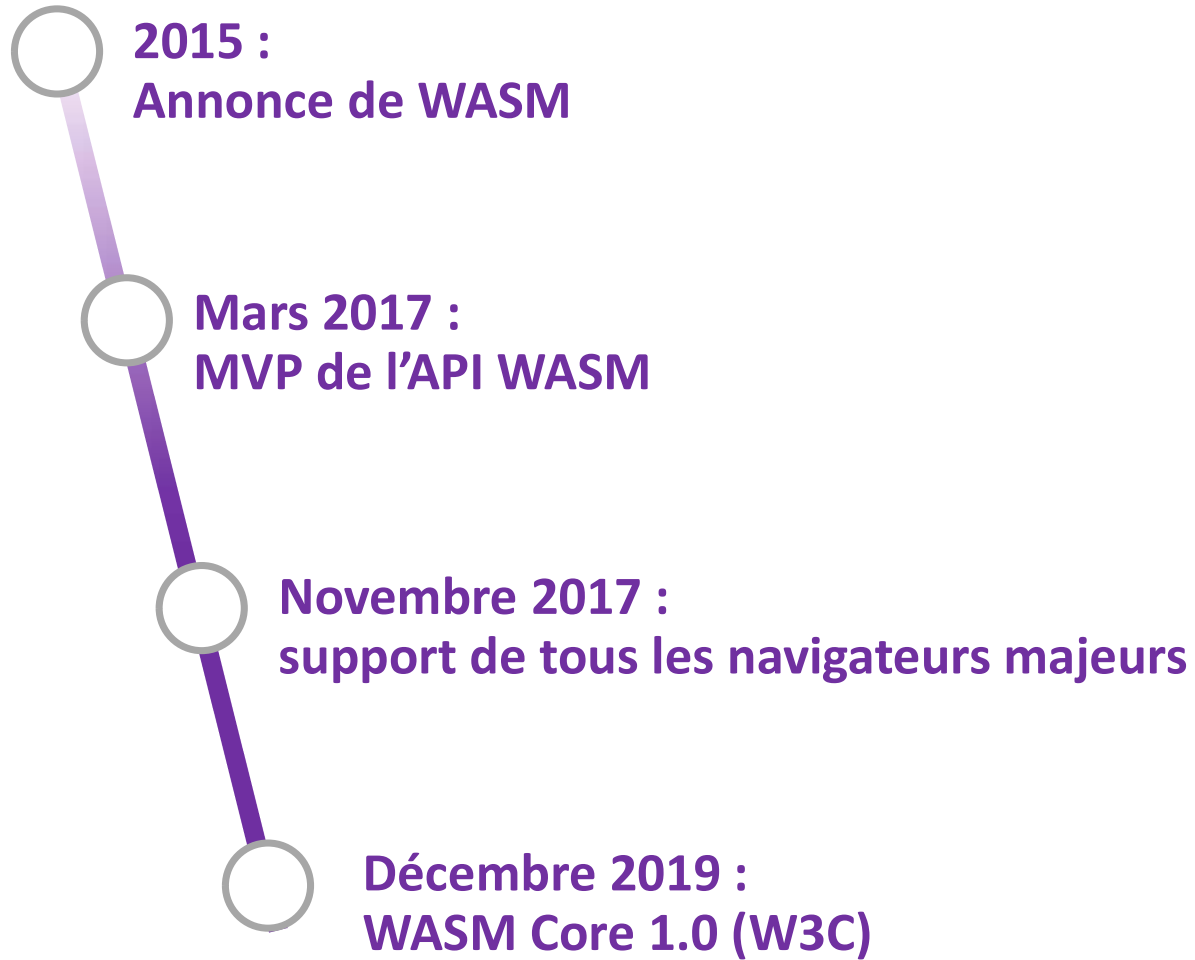 2015 :
Annonce de WASM
Mars 2017 :
MVP de l’API WASM
Novembre 2017 :
support de tous les navigateurs majeurs
Décembre 2019 :
WASM Core 1.0 (W3C)